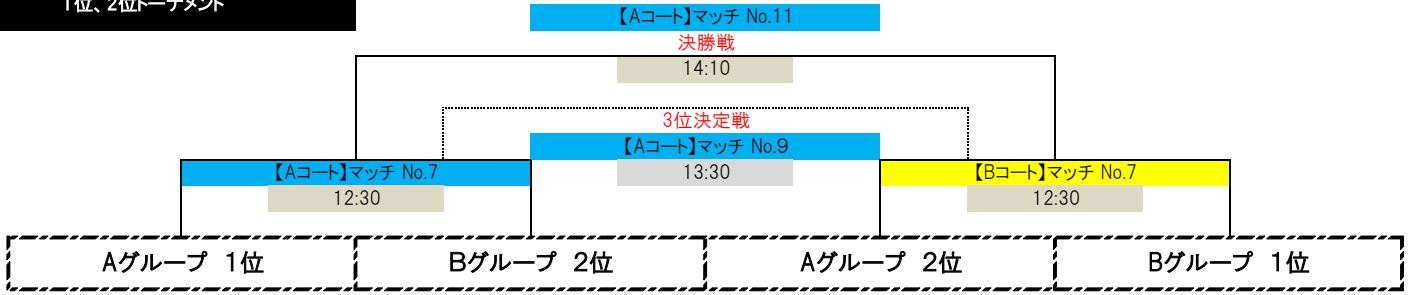 1位、2位トーナメント
【Aコート】マッチ No.11
決勝戦
14:10
3位決定戦
【Aコート】マッチ No.9
【Aコート】マッチ No.7
13:30
【Bコート】マッチ No.7
12:30
12:30
Aグループ 1位
Bグループ 2位
Aグループ 2位
Bグループ 1位